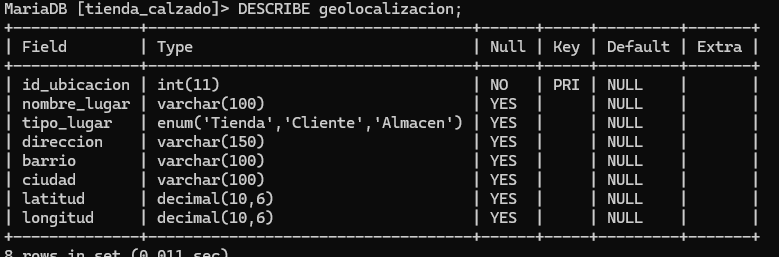 MariaDB [tienda_calzado]> DESCRIBE geolocalizacion;
+---------------+-----------------------------------+------+-----+---------+-------+
| Field         | Type                              | Null | Key | Default | Extra |
+---------------+-----------------------------------+------+-----+---------+-------+
| id_ubicacion  | int(11)                           | NO   | PRI | NULL    |       |
| nombre_lugar  | varchar(100)                      | YES  |     | NULL    |       |
| tipo_lugar    | enum('Tienda','Cliente','Almacen') | YES  |     | NULL    |       |
| direccion     | varchar(150)                      | YES  |     | NULL    |       |
| barrio        | varchar(100)                      | YES  |     | NULL    |       |
| ciudad        | varchar(100)                      | YES  |     | NULL    |       |
| latitud       | decimal(10,6)                     | YES  |     | NULL    |       |
| longitud      | decimal(10,6)                     | YES  |     | NULL    |       |
+---------------+-----------------------------------+------+-----+---------+-------+
8 rows in set (0.011 sec)